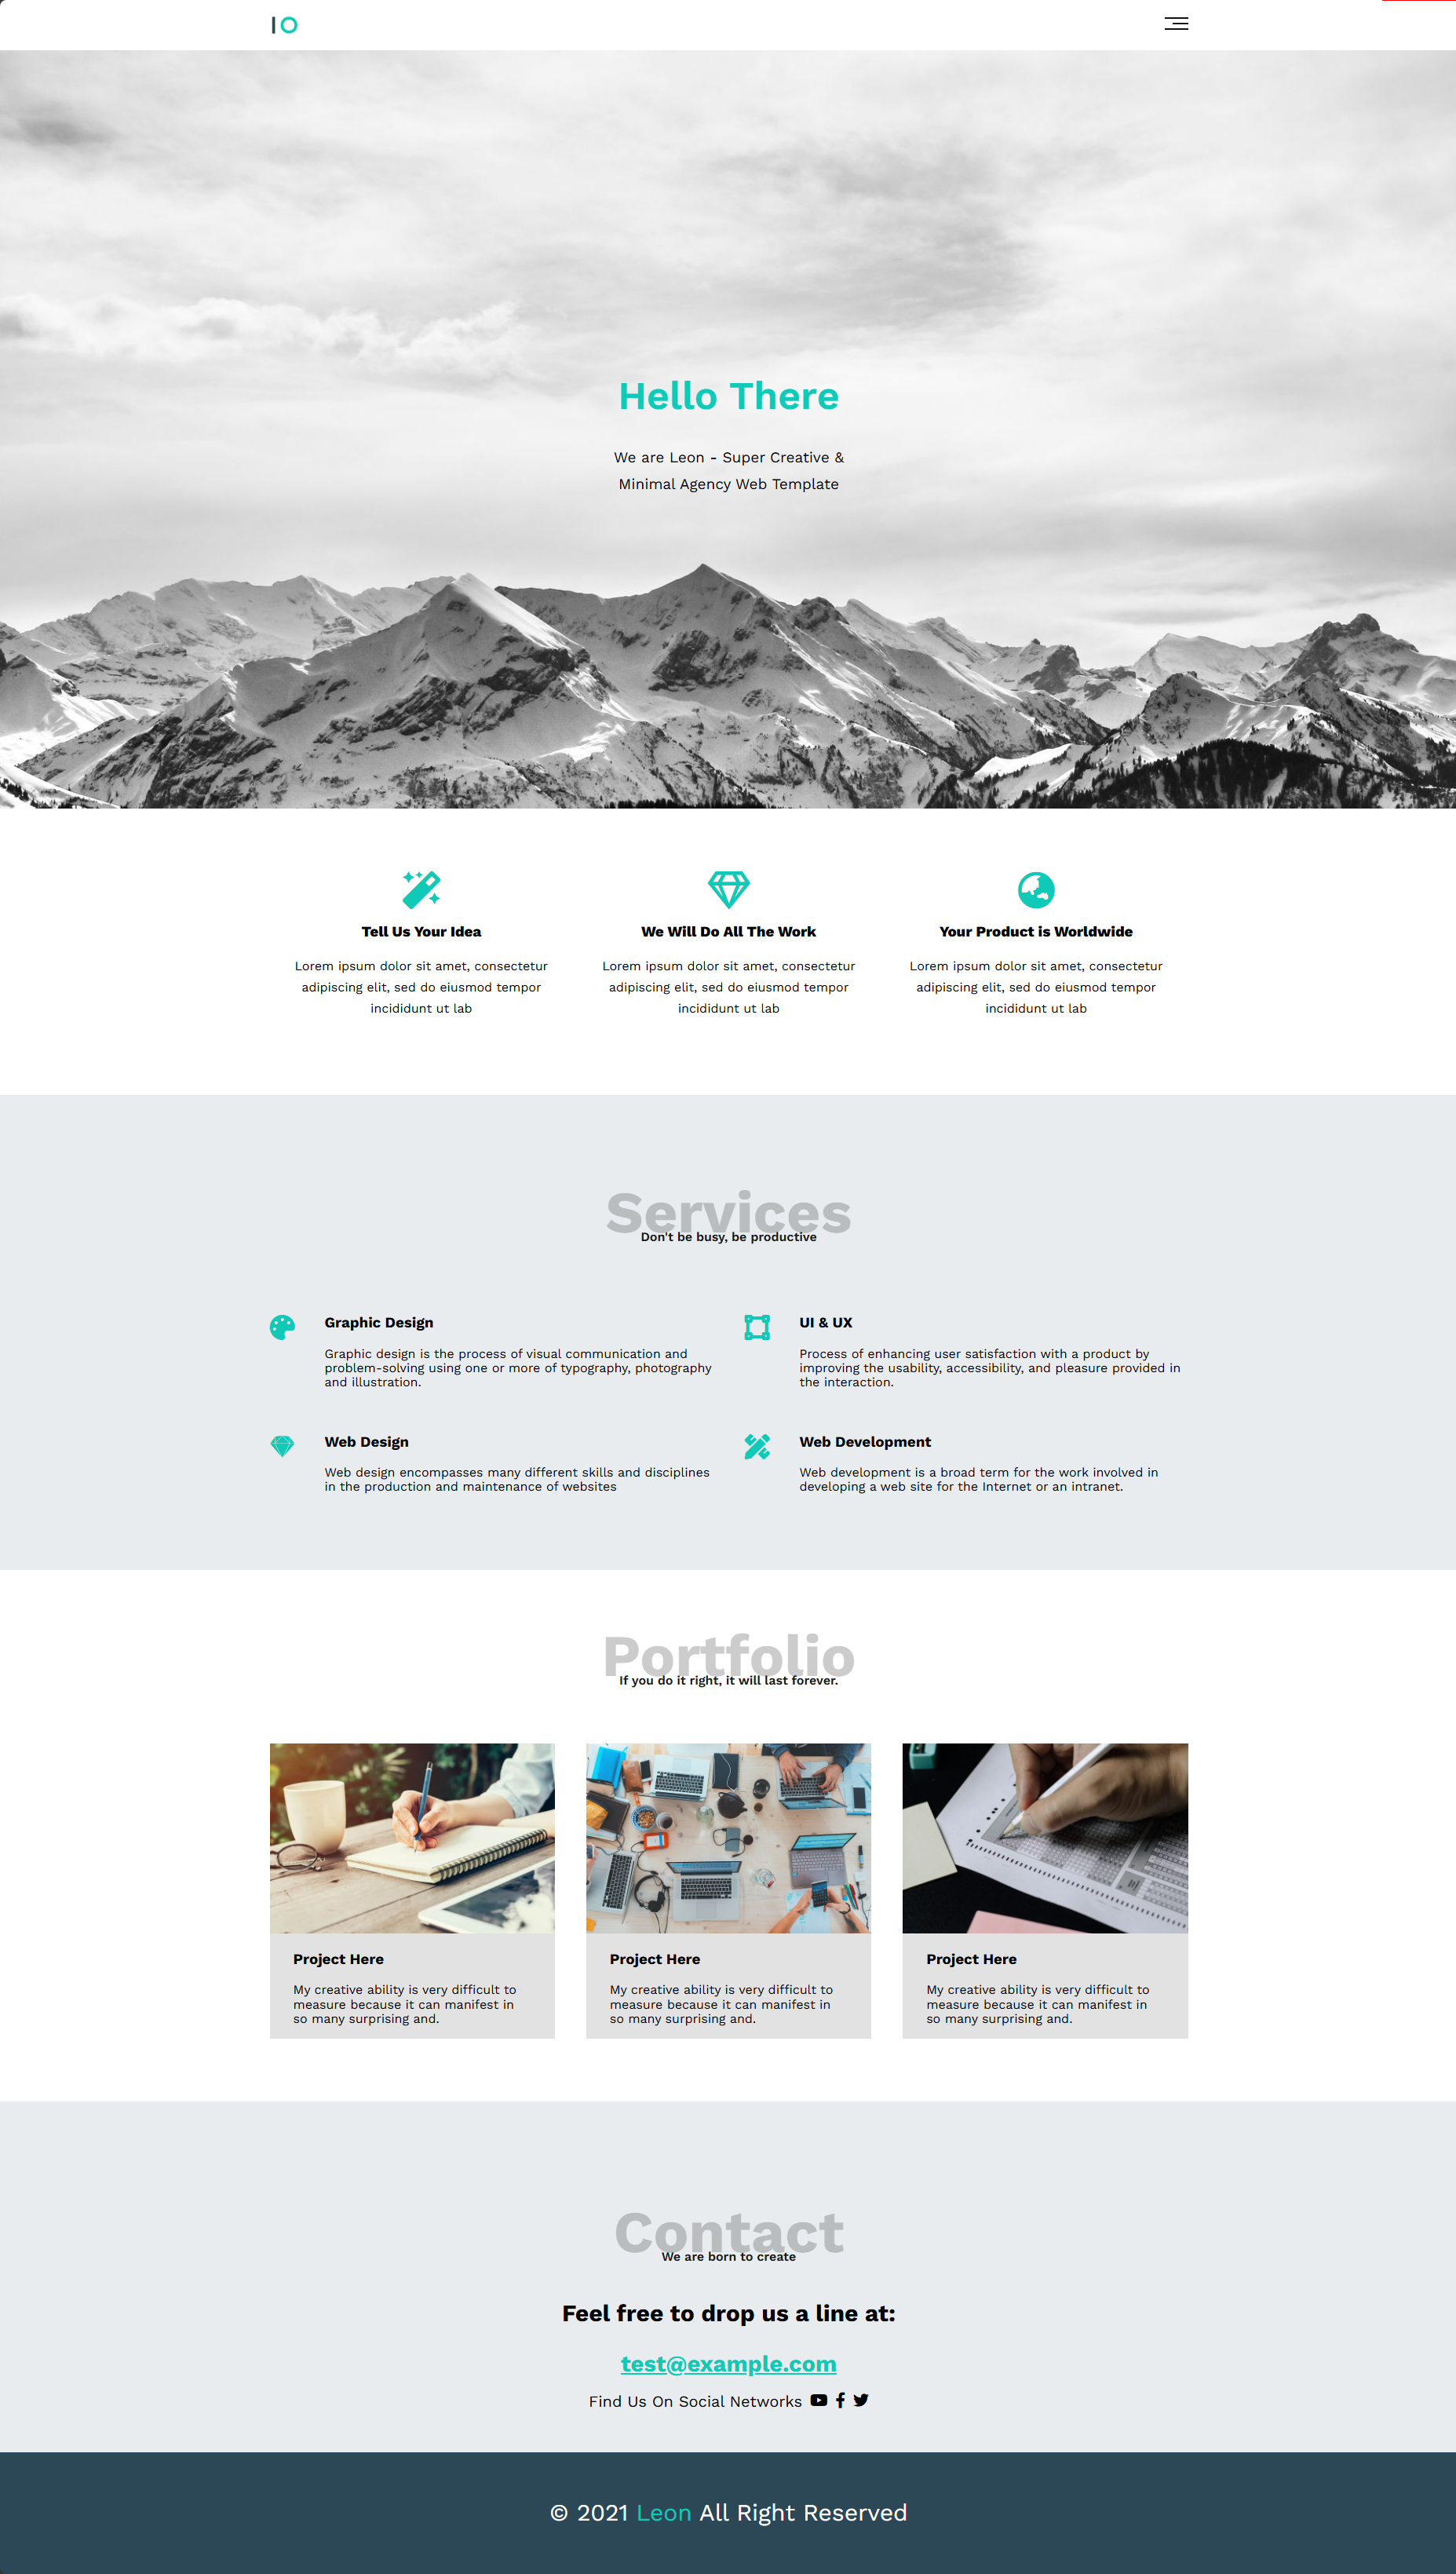 IO
Hello There
We are Leon - Super Creative &
Minimal Agency Web Template
Tell Us Your Idea
Lorem ipsum dolor sit amet, consectetur
adipiscing elit, sed do eiusmod tempor
incididunt ut lab
We Will Do All The Work
Lorem ipsum dolor sit amet, consectetur
adipiscing elit, sed do eiusmod tempor
incididunt ut lab
Your Product is Worldwide
Lorem ipsum dolor sit amet, consectetur
adipiscing elit, sed do eiusmod tempor
incididunt ut lab
Services
Don't be busy, be productive
Graphic Design
Graphic design is the process of visual communication and
problem-solving using one or more of typography, photography
and illustration.
UI & UX
Process of enhancing user satisfaction with a product by
improving the usability, accessibility, and pleasure provided in
the interaction.
Web Design
Web design encompasses many different skills and disciplines
in the production and maintenance of websites
Web Development
Web development is a broad term for the work involved in
developing a web site for the Internet or an intranet.
Portfolio
If you do it right, it will last forever.
Project Here
My creative ability is very difficult to
measure because it can manifest in
so many surprising and.
Project Here
My creative ability is very difficult to
measure because it can manifest in
so many surprising and.
Project Here
My creative ability is very difficult to
measure because it can manifest in
so many surprising and.
Contact
We are born to create
Feel free to drop us a line at:
test@example.com
Find Us On Social Networks
© 2021 Leon All Right Reserved